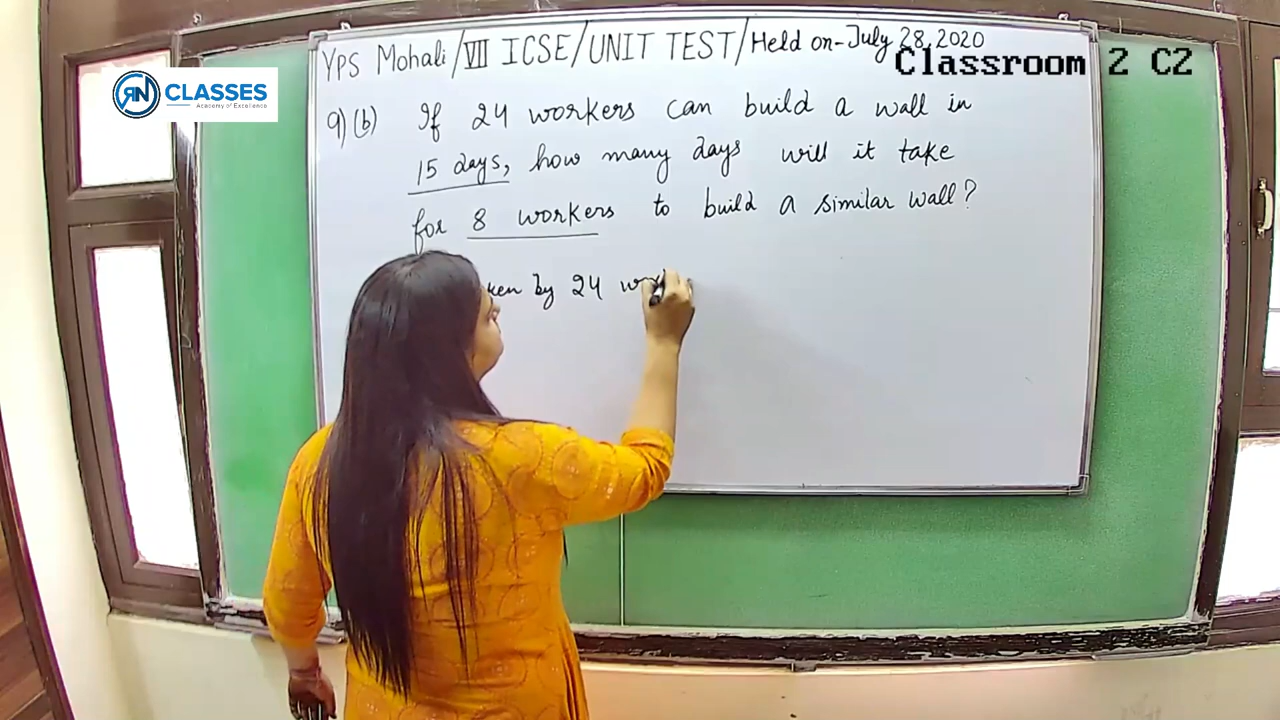 YPS Mohali/VII ICSE/UNIT TEST/Held on-July 28, 2020
Classroom 2 C2
RN CLASSES
Academy of Excellence
9)(b) If 24 workers can build a wall in
15 days, how many days will it take
for 8 workers to build a similar wall?
by 24